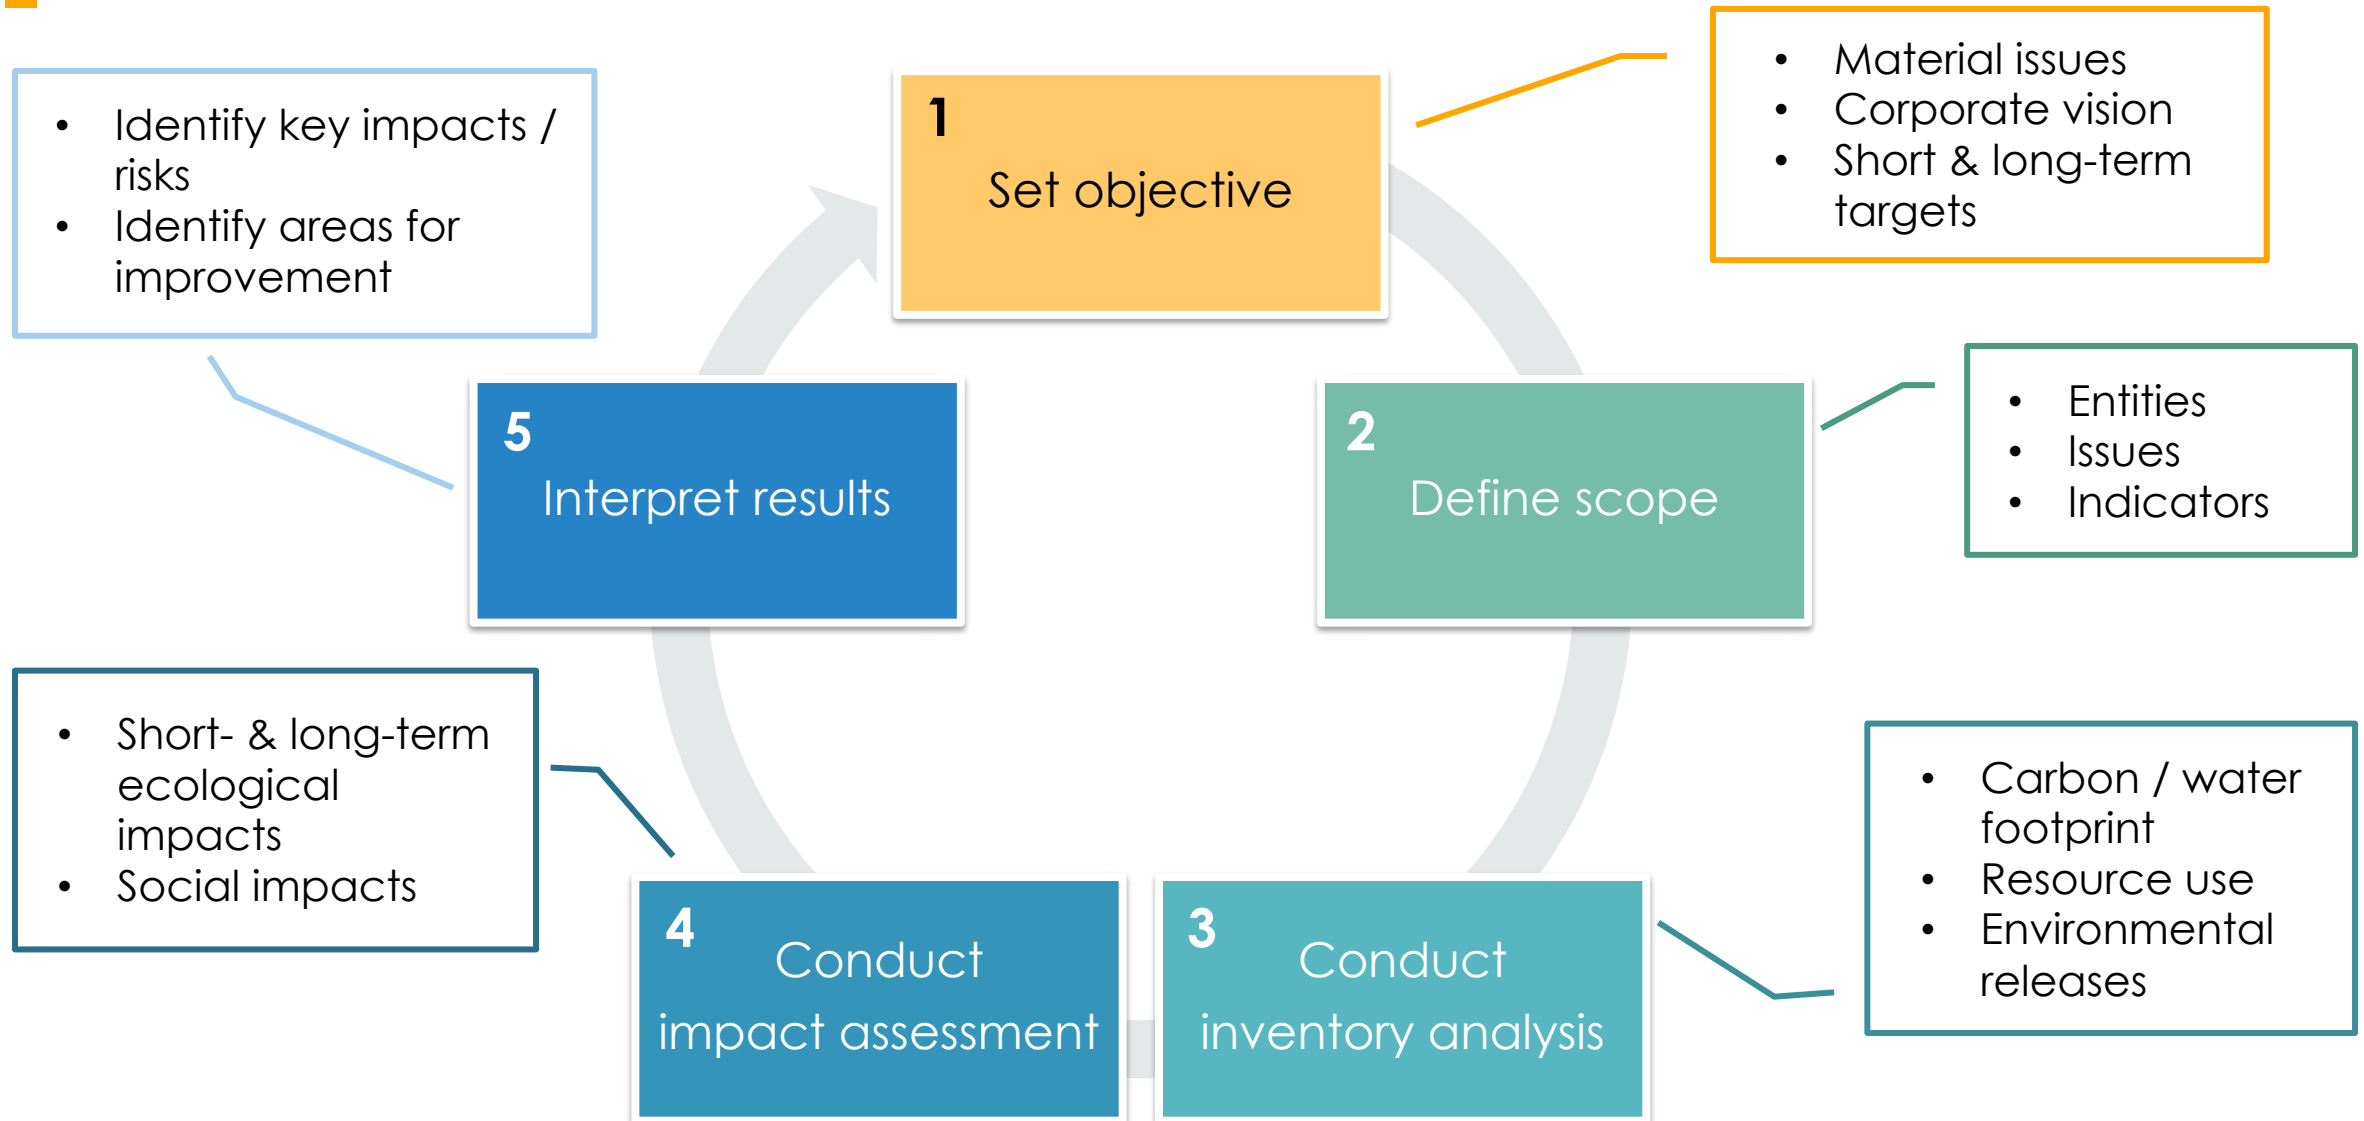 1
Set objective
• Material issues
• Corporate vision
• Short & long-term
targets
2
Define scope
• Entities
• Issues
• Indicators
3
Conduct
inventory analysis
• Carbon / water
footprint
• Resource use
• Environmental
releases
4
Conduct
impact assessment
• Short- & long-term
ecological
impacts
• Social impacts
5
Interpret results
• Identify key impacts /
risks
• Identify areas for
improvement